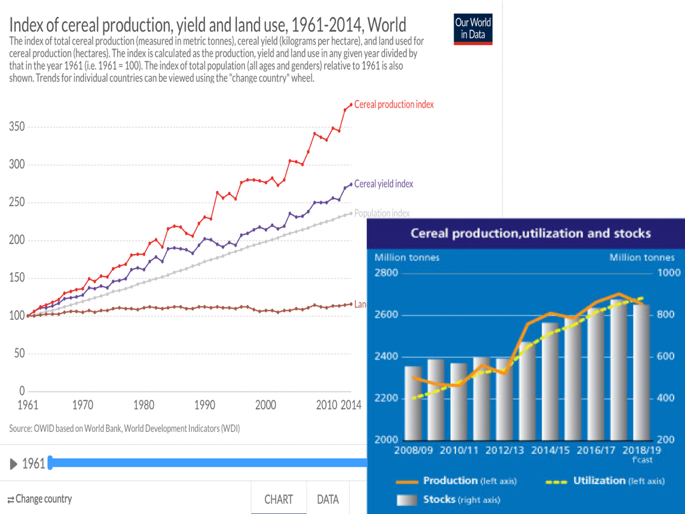 Index of cereal production, yield and land use, 1961-2014, World
The index of total cereal production (measured in metric tonnes), cereal yield (kilograms per hectare), and land used for
cereal production (hectares). The index is calculated as the production, yield and land use in any given year divided by
that in the year 1961 (i.e. 1961 = 100). The index of total population (all ages and genders) relative to 1961 is also
shown. Trends for individual countries can be viewed using the "change country" wheel.
Our World
in Data
Cereal production index
350
300
250
200
150
100
50
0
Cereal yield index
Population index
Lan
1961 1970 1980 1990 2000 2010 2014
Source: OWID based on World Bank, World Development Indicators (WDI)
1961
Change country
CHART DATA
Cereal production,utilization and stocks
Million tonnes Million tonnes
2800 1000
2600 800
2400 600
2200 400
2000 200
2008/09 2010/11 2012/13 2014/15 2016/17 2018/19
f'cast
Production (left axis) Utilization (left axis)
Stocks (right axis)